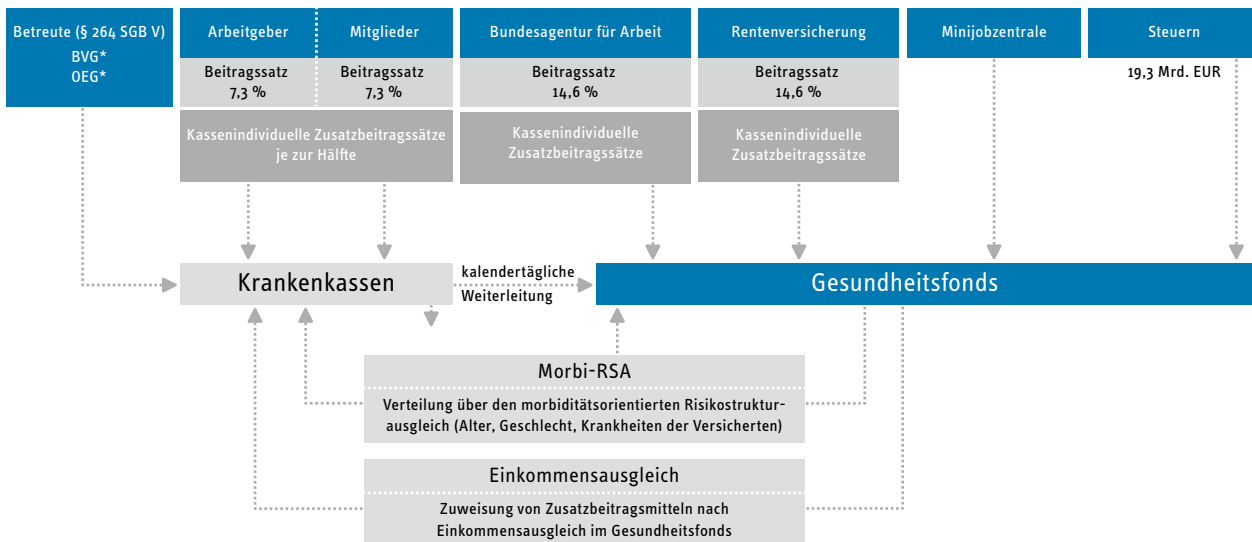 Betreute (§ 264 SGB V)
BVG*
OEG*
Arbeitgeber
Mitglieder
Bundesagentur für Arbeit
Rentenversicherung
Minijobzentrale
Steuern
Beitragssatz
7,3 %
Beitragssatz
7,3 %
Beitragssatz
14,6 %
Beitragssatz
14,6 %
19,3 Mrd. EUR
Kassenindividuelle Zusatzbeitragssätze
je zur Hälfte
Kassenindividuelle
Zusatzbeitragssätze
Kassenindividuelle
Zusatzbeitragssätze
Krankenkassen
kalendertägliche
Weiterleitung
Gesundheitsfonds
Morbi-RSA
Verteilung über den morbiditätsorientierten Risikostruktur-
ausgleich (Alter, Geschlecht, Krankheiten der Versicherten)
Einkommensausgleich
Zuweisung von Zusatzbeitragsmitteln nach
Einkommensausgleich im Gesundheitsfonds